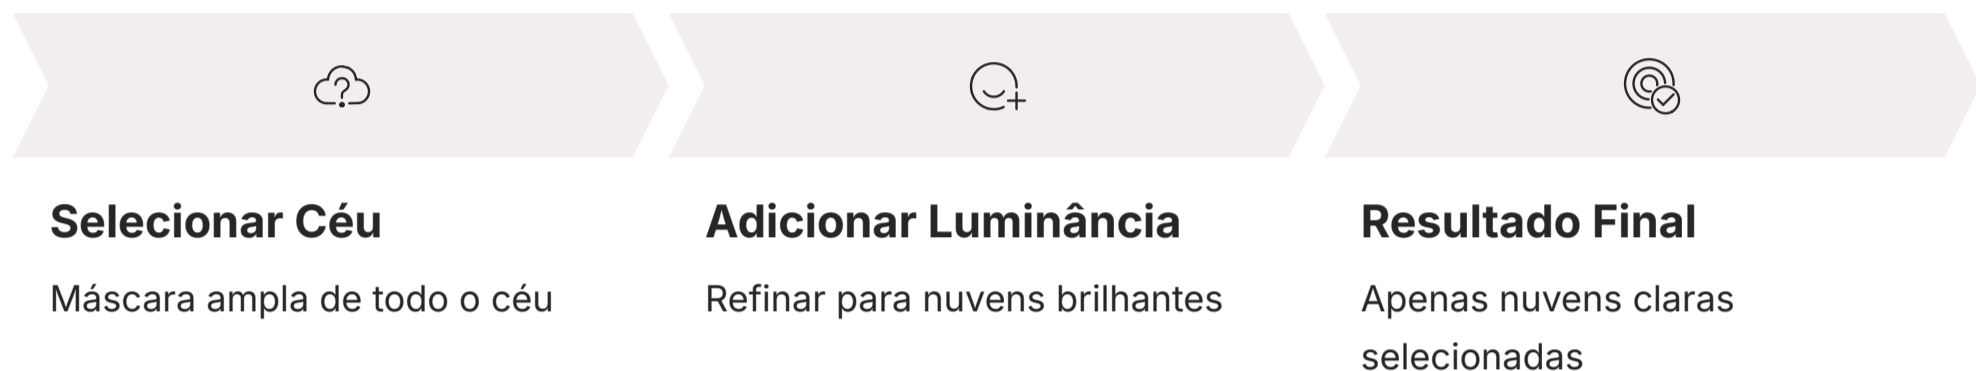 Selecionar Céu
Máscara ampla de todo o céu
Adicionar Luminância
Refinar para nuvens brilhantes
Resultado Final
Apenas nuvens claras
selecionadas